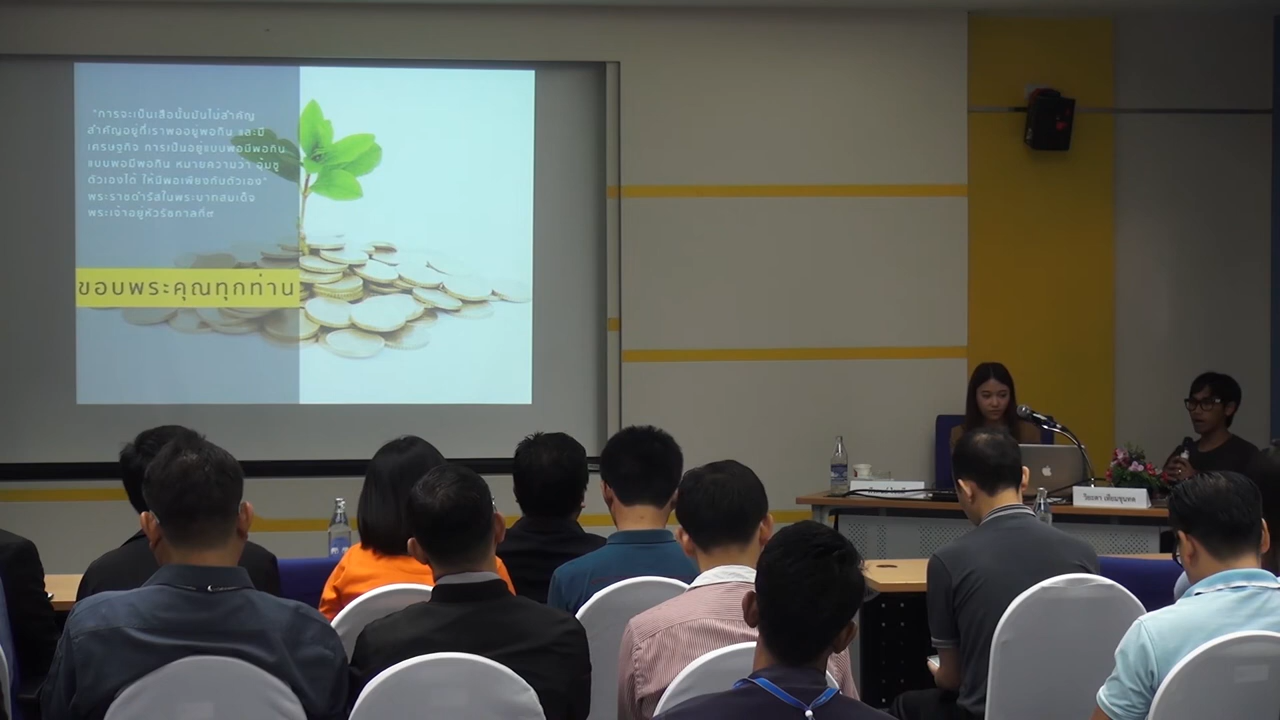 "การจะเป็นเสือนั้นมันไม่สำคัญ
สำคัญอยู่ที่เราพออยู่พอกิน และมี
เศรษฐกิจ การเป็นอยู่แบบพอมีพอกิน
แบบพอมีพอกิน หมายความว่า อุ้มชู
ตัวเองได้ ให้มีพอเพียงกับตัวเอง"
พระราชดำรัสในพระบาทสมเด็จ
พระเจ้าอยู่หัวรัชกาลที่๙
ขอบพระคุณทุกท่าน